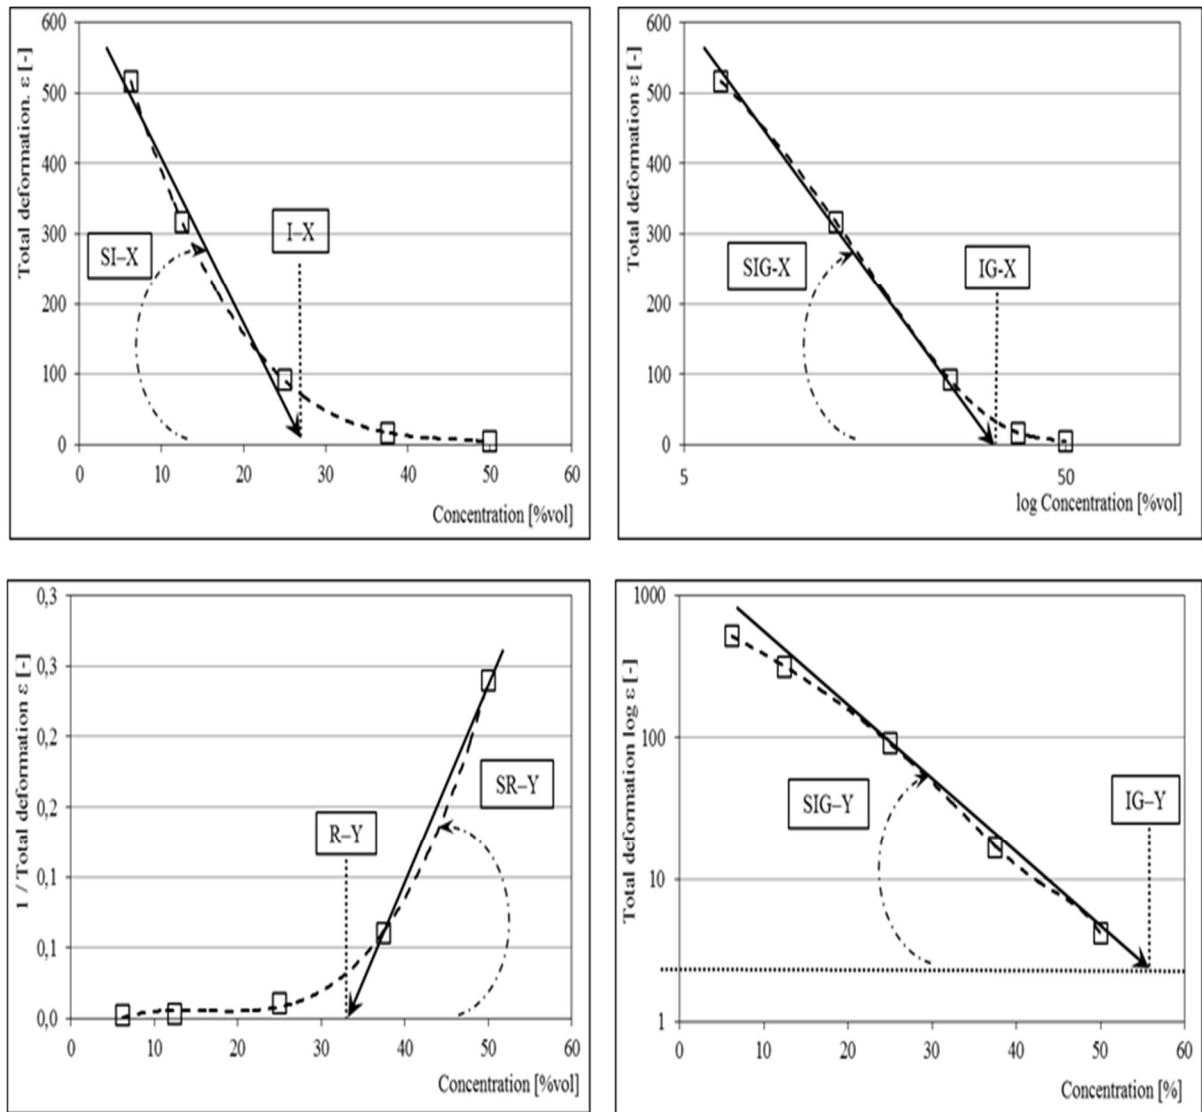 Total deformation. ε [-]
600
500
400
300
200
100
0
SI–X
I–X
0 10 20 30 40 50 60
Concentration [%vol]
Total deformation ε [-]
600
500
400
300
200
100
0
SIG-X
IG-X
5 50
log Concentration [%vol]
1 / Total deformation ε [-]
0,3
0,3
0,2
0,2
0,1
0,1
0,0
R–Y
SR–Y
0 10 20 30 40 50 60
Concentration [%vol]
Total deformation log ε [-]
1000
100
10
1
SIG–Y
IG–Y
0 10 20 30 40 50 60
Concentration [%]